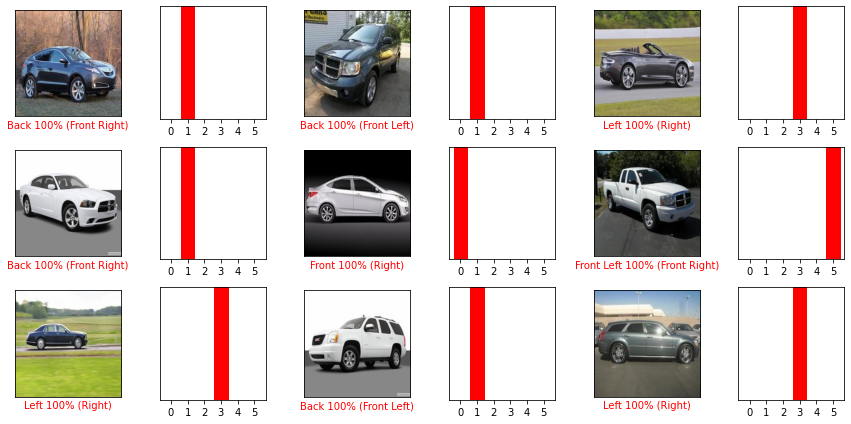 0 1 2 3 4 5
0 1 2 3 4 5
0 1 2 3 4 5
Back 100% (Front Right)
Back 100% (Front Left)
Left 100% (Right)
0 1 2 3 4 5
0 1 2 3 4 5
0 1 2 3 4 5
Back 100% (Front Right)
Front 100% (Right)
Front Left 100% (Front Right)
0 1 2 3 4 5
0 1 2 3 4 5
0 1 2 3 4 5
Left 100% (Right)
Back 100% (Front Left)
Left 100% (Right)